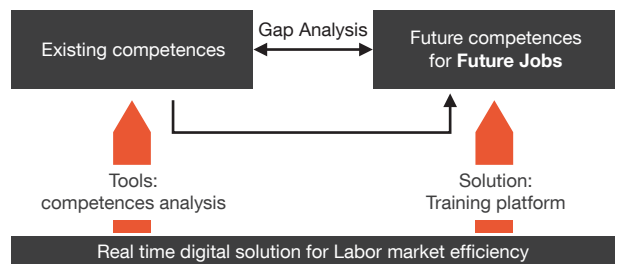 Existing competences
Gap Analysis
Future competences
for Future Jobs
Tools:
competences analysis
Solution:
Training platform
Real time digital solution for Labor market efficiency